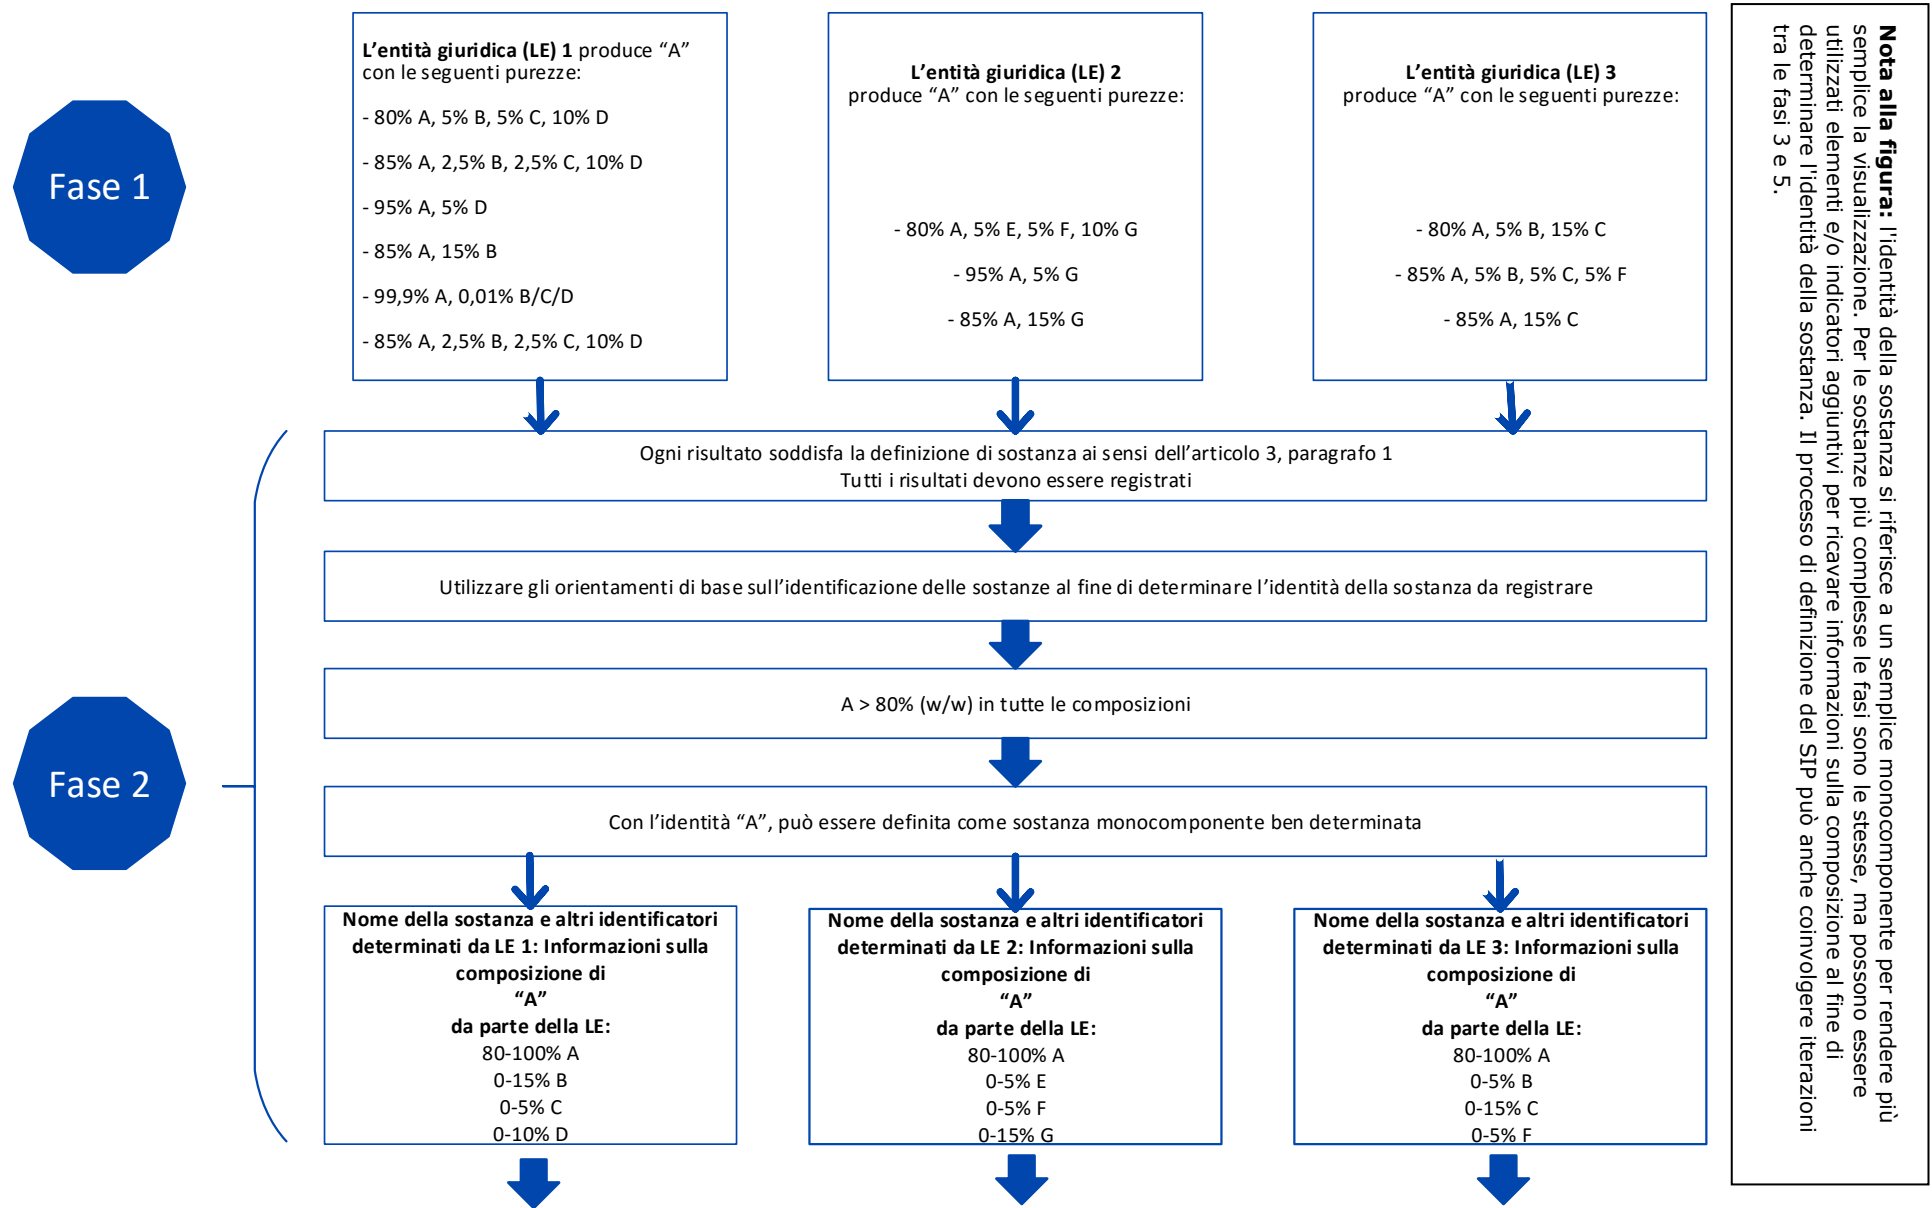 Fase 1
L'entità giuridica (LE) 1 produce “A”
con le seguenti purezze:
- 80% A, 5% B, 5% C, 10% D
- 85% A, 2,5% B, 2,5% C, 10% D
- 95% A, 5% D
- 85% A, 15% B
- 99,9% A, 0,01% B/C/D
- 85% A, 2,5% B, 2,5% C, 10% D
L'entità giuridica (LE) 2
produce “A” con le seguenti purezze:
- 80% A, 5% E, 5% F, 10% G
- 95% A, 5% G
- 85% A, 15% G
L'entità giuridica (LE) 3
produce “A” con le seguenti purezze:
- 80% A, 5% B, 15% C
- 85% A, 5% B, 5% C, 5% F
- 85% A, 15% C
Fase 2
Ogni risultato soddisfa la definizione di sostanza ai sensi dell'articolo 3, paragrafo 1
Tutti i risultati devono essere registrati
Utilizzare gli orientamenti di base sull'identificazione delle sostanze al fine di determinare l'identità della sostanza da registrare
A > 80% (w/w) in tutte le composizioni
Con l'identità “A”, può essere definita come sostanza monocomponente ben determinata
Nome della sostanza e altri identificatori
determinati da LE 1: Informazioni sulla
composizione di
“A”
da parte della LE:
80-100% A
0-15% B
0-5% C
0-10% D
Nome della sostanza e altri identificatori
determinati da LE 2: Informazioni sulla
composizione di
“A”
da parte della LE:
80-100% A
0-5% E
0-5% F
0-15% G
Nome della sostanza e altri identificatori
determinati da LE 3: Informazioni sulla
composizione di
“A”
da parte della LE:
80-100% A
0-5% B
0-15% C
0-5% F
Nota alla figura: l'identità della sostanza si riferisce a un semplice monocomponente per rendere più
semplice la visualizzazione. Per le sostanze più complesse le fasi sono le stesse, ma possono essere
utilizzati elementi e/o indicatori aggiuntivi per ricavare informazioni sulla composizione al fine di
determinare l'identità della sostanza. Il processo di definizione del SIP può anche coinvolgere iterazioni
tra le fasi 3 e 5.